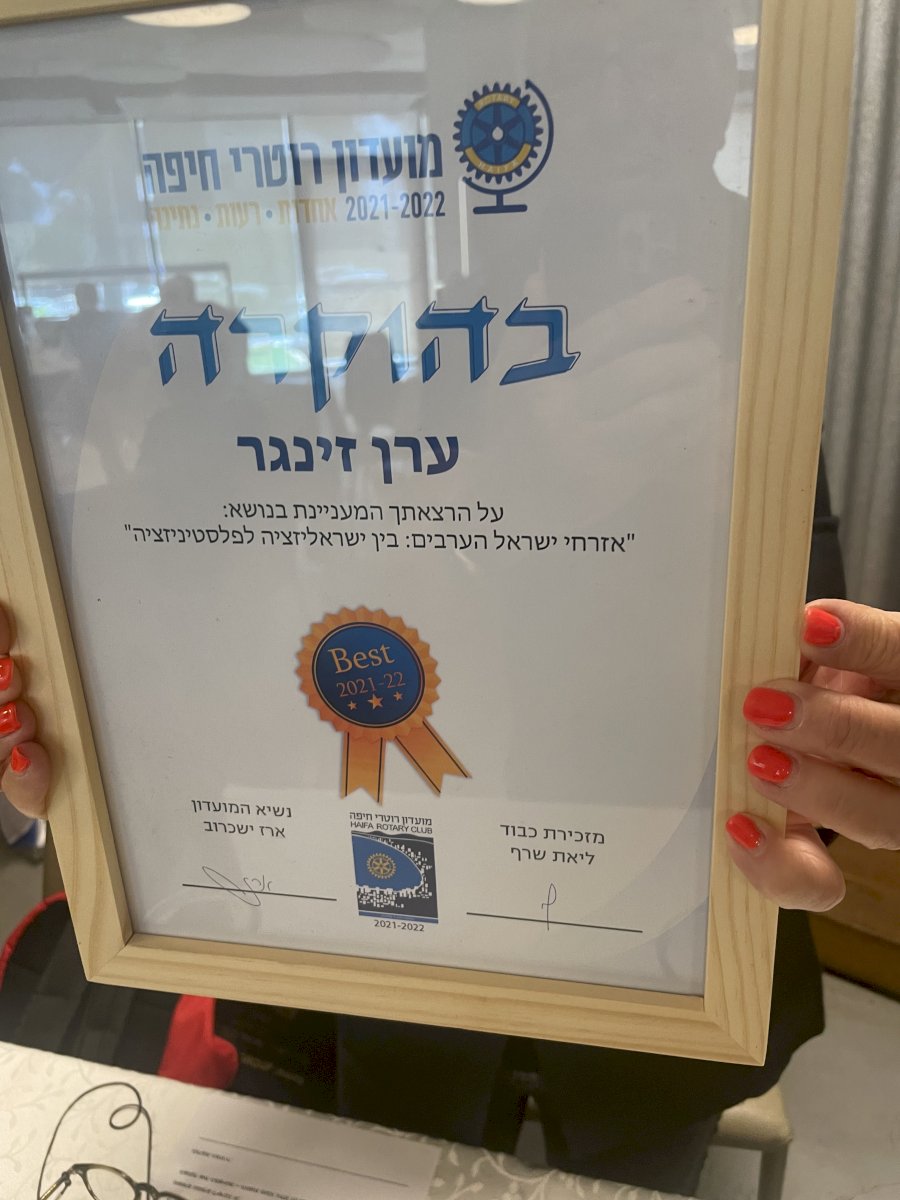 ROTARY
HAIFA
מועדון רוטרי חיפה
2021-2022 אחדות • רעות • נתינה
בהוקרה
ערן זינגר
על הרצאתך המעניינת בנושא:
"אזרחי ישראל הערבים: בין ישראליזציה לפלסטיניזציה"
Best
2021-22
מזכירת כבוד
ליאת שרף
מועדון רוטרי חיפה
HAIFA ROTARY CLUB
2021-2022
נשיא המועדון
ארז ישכרוב